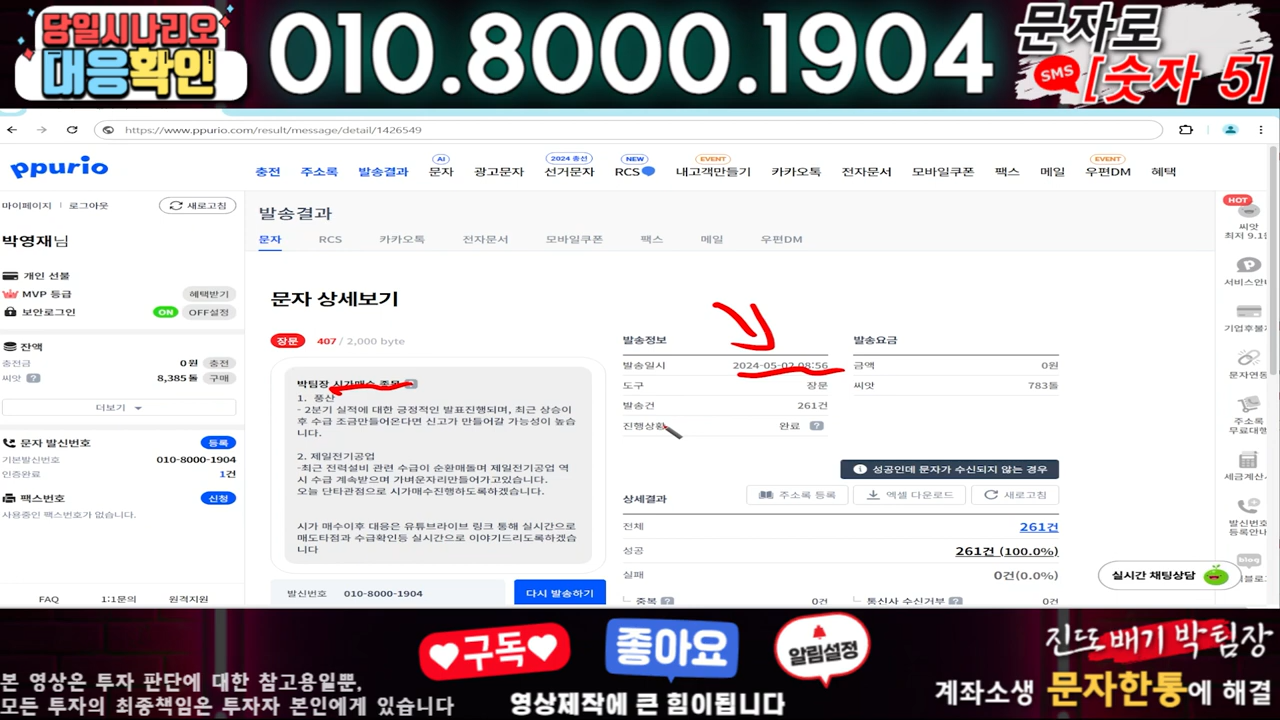 당일시나리오
대응확인
010.8000.1904
문자로
SMS
[숫자 5]
https://www.ppurio.com/result/message/detail/1426549
ppurio
충전
주소록
발송결과
AI
문자
광고문자
2024 총선
선거문자
NEW
RCS
EVENT
내고객만들기
카카오톡
전자문서
모바일쿠폰
팩스
메일
EVENT
우편DM
혜택
마이페이지
로그아웃
새로고침
박영재님
개인 선불
MVP 등급
혜택받기
보안로그인
ON
OFF설정
잔액
충전금
0원
충전
씨앗 ?
8,385톨
구매
더보기
문자 발신번호
등록
기본발신번호
010-8000-1904
인증완료
1건
팩스번호
신청
사용중인 팩스번호가 없습니다.
FAQ
1:1문의
원격지원
발송결과
문자
RCS
카카오톡
전자문서
모바일쿠폰
팩스
메일
우편DM
문자 상세보기
장문
407 / 2,000 byte
박팀장 시가매수 종목
1. 풍산
- 2분기 실적에 대한 긍정적인 발표진행되며, 최근 상승이
후 수급 조금만들어온다면 신고가 만들어갈 가능성이 높습
니다.
2. 제일전기공업
-최근 전력설비 관련 수급이 순환매돌며 제일전기공업 역
시 수급 계속받으며 가벼운자리만들어가고있습니다.
오늘 단타관점으로 시가매수진행하도록하겠습니다.
시가 매수이후 대응은 유튜브라이브 링크 통해 실시간으로
매도타점과 수급확인등 실시간으로 이야기드리도록하겠습
니다
발신번호
010-8000-1904
다시 발송하기
발송정보
발송일시
2024-05-02 08:56
도구
장문
발송건
261건
진행상황
완료 ?
발송요금
금액
0원
씨앗
783톨
성공인데 문자가 수신되지 않는 경우
상세결과
주소록 등록
엑셀 다운로드
새로고침
전체
261건
성공
261건 (100.0%)
실패
0건(0.0%)
중복 ?
0건
통신사 수신거부 ?
0건
HOT
씨앗
최저 9.1
서비스안
기업후불
문자연동
주소록
무료대행
세금계산
발신번호
등록안내
blog
실시간 채팅상담
본 영상은 투자 판단에 대한 참고용일뿐,
모든 투자의 최종책임은 투자자 본인에게 있습니다
구독
좋아요
알림설정
영상제작에 큰 힘이됩니다
진또배기 박팀장
계좌소생 문자한통에 해결